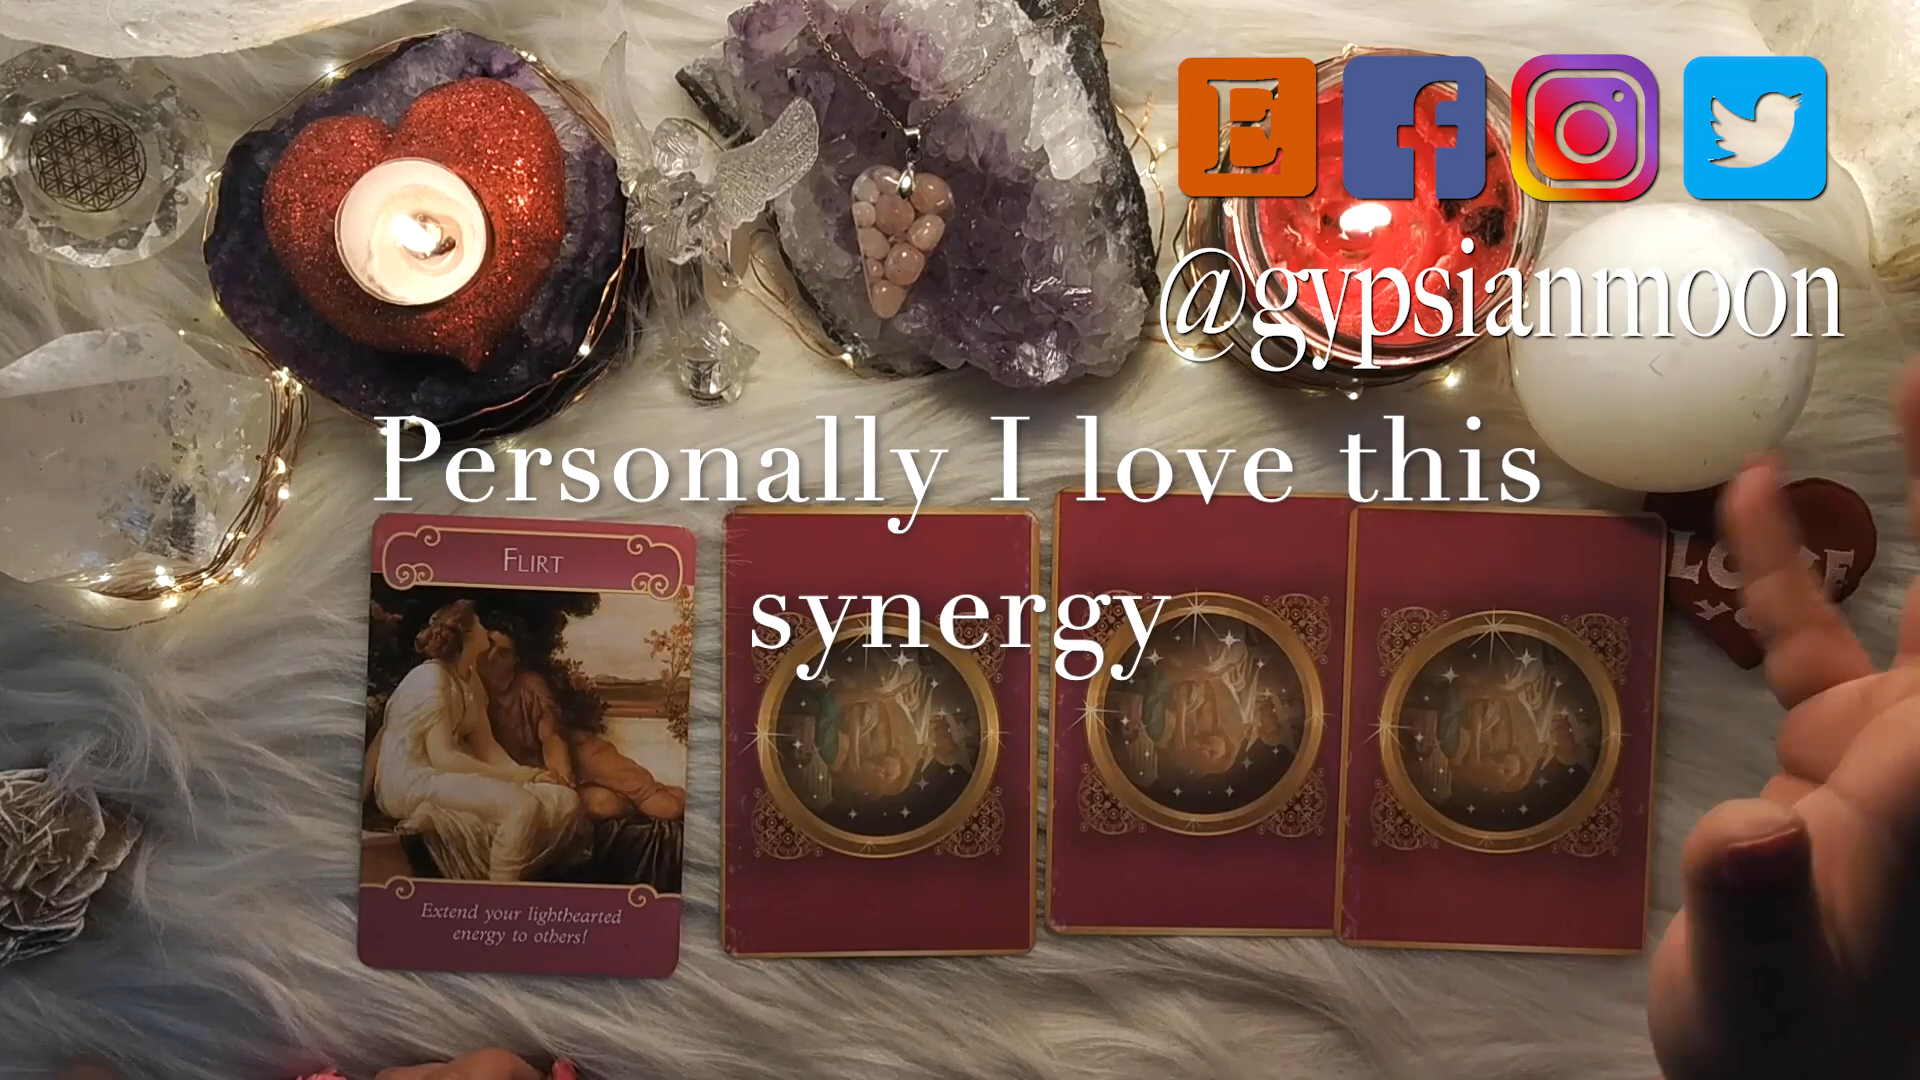 @gypsianmoon
Personally I love this
synergy
FLIRT
Extend your lighthearted
energy to others!